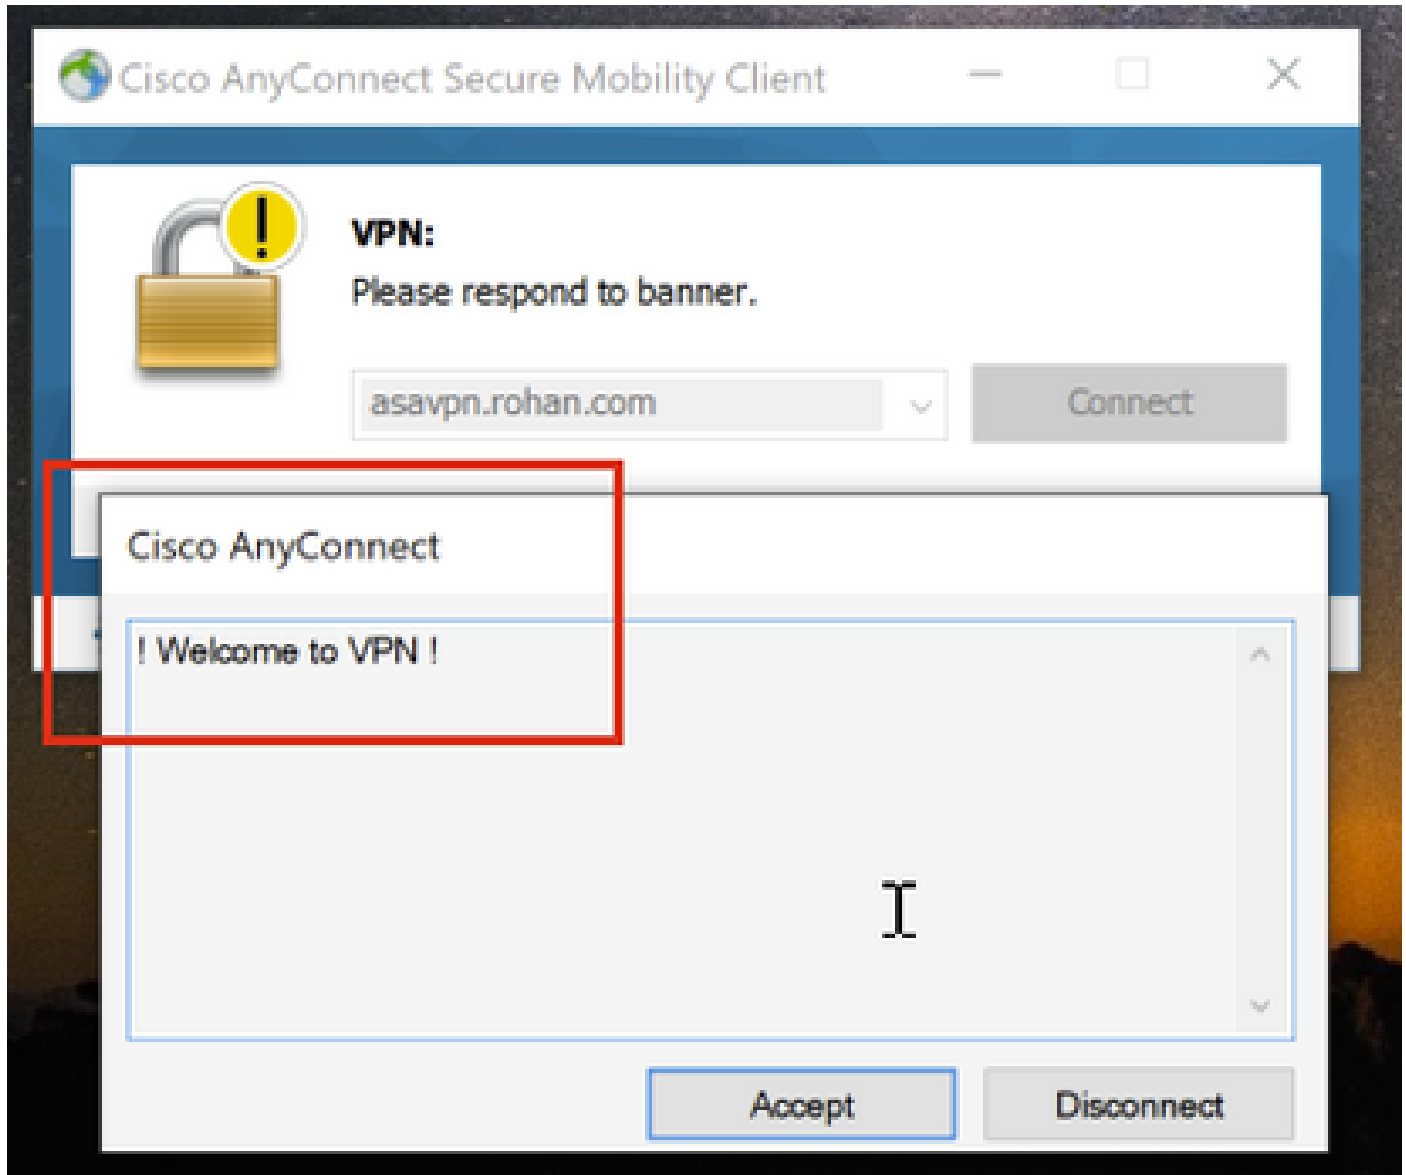 Cisco AnyConnect Secure Mobility Client
VPN:
Please respond to banner.
asavpn.rohan.com
Connect
Cisco AnyConnect
! Welcome to VPN !
Accept
Disconnect